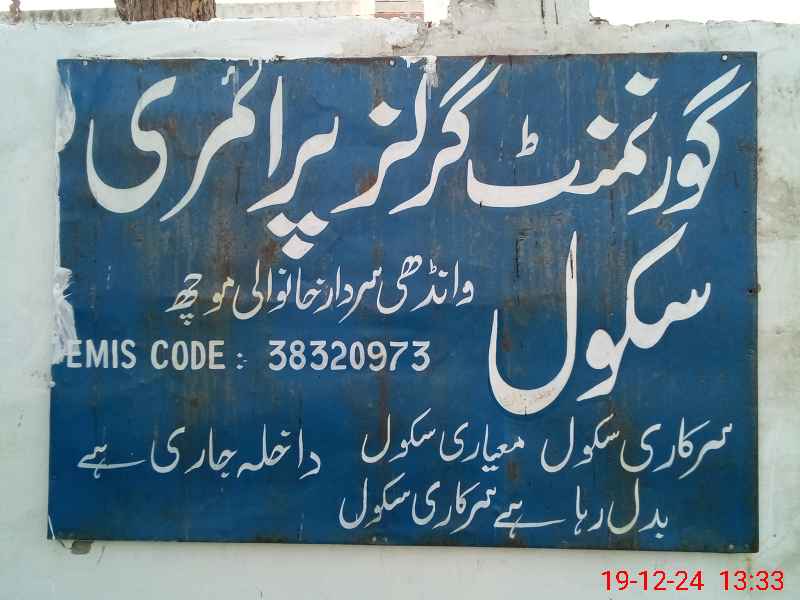 گورنمنٹ گرلز پرائمری
سکول
وانڈھی سردار خانوالی موچھ
EMIS CODE : 38320973
سرکاری سکول معیاری سکول داخلہ جاری ہے
بدل رہا ہے سرکاری سکول
19-12-24 13:33